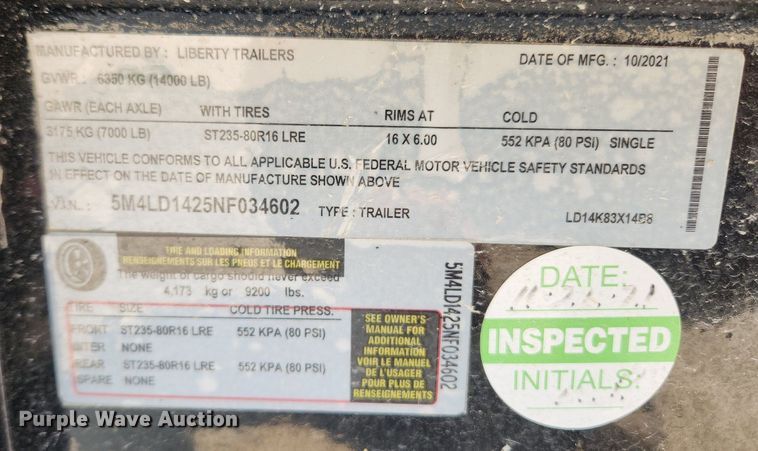 MANUFACTURED BY : LIBERTY TRAILERS
DATE OF MFG. : 10/2021
GVWR : 6350 KG (14000 LB)
GAWR (EACH AXLE) WITH TIRES RIMS AT COLD
3175 KG (7000 LB) ST235-80R16 LRE 16 X 6.00 552 KPA (80 PSI) SINGLE
THIS VEHICLE CONFORMS TO ALL APPLICABLE U.S. FEDERAL MOTOR VEHICLE SAFETY STANDARDS
IN EFFECT ON THE DATE OF MANUFACTURE SHOWN ABOVE
V.I.N.: 5M4LD1425NF034602 TYPE : TRAILER LD14K83X14B8
TIRE AND LOADING INFORMATION
RENSEIGNEMENTS SUR LES PNEUS ET LE CHARGEMENT
The weight of cargo should never exceed
4,173 kg or 9200 lbs.
TIRE SIZE COLD TIRE PRESS.
FRONT ST235-80R16 LRE 552 KPA (80 PSI)
INTER NONE
REAR ST235-80R16 LRE 552 KPA (80 PSI)
SPARE NONE
SEE OWNER'S
MANUAL FOR
ADDITIONAL
INFORMATION
VOIR LE MANUEL
DE L'USAGER
POUR PLUS DE
RENSEIGNEMENTS
5M4LD1425NF034602
DATE:
INSPECTED
INITIALS:
Purple Wave Auction